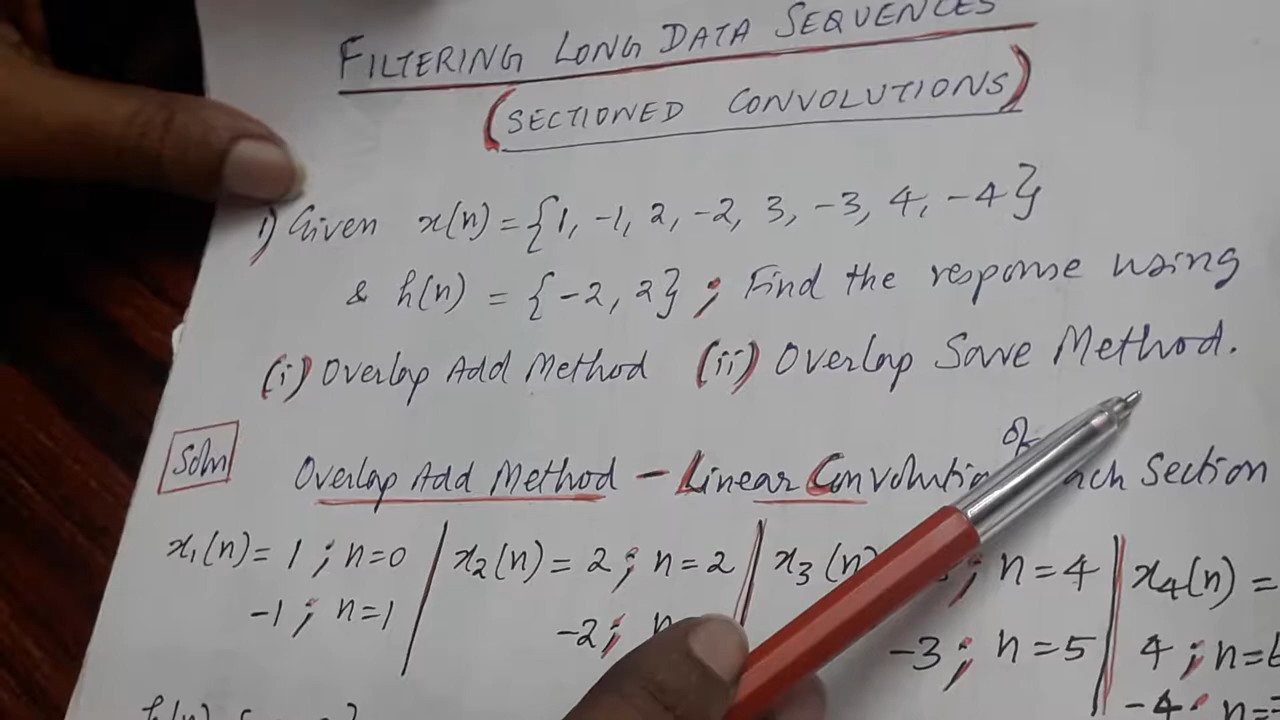 FILTERING LONG DATA SEQUENCES
(SECTIONED CONVOLUTIONS)
1) Given x(n) = {1, -1, 2, -2, 3, -3, 4, -4}
& h(n) = {-2, 2} ; Find the response using
(i) Overlap Add Method (ii) Overlap Save Method.
Soln Overlap Add Method - Linear Convolution of Each Section
x1(n) = 1 ; n=0 | x2(n) = 2 ; n=2 | x3(n) ; n=4 | x4(n) =
-1 ; n=1 -2 ; n -3 ; n=5 4 ; n=6
-4 ; n=
h(n)